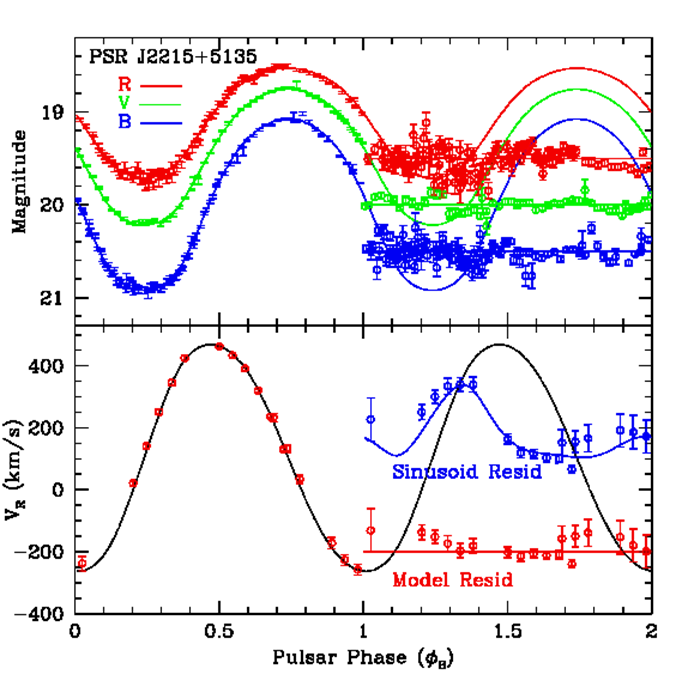 PSR J2215+5135
R
V
B
19
20
21
Magnitude
400
200
0
-200
-400
V_R (km/s)
Sinusoid Resid
Model Resid
0
0.5
1
1.5
2
Pulsar Phase (ϕ_B)